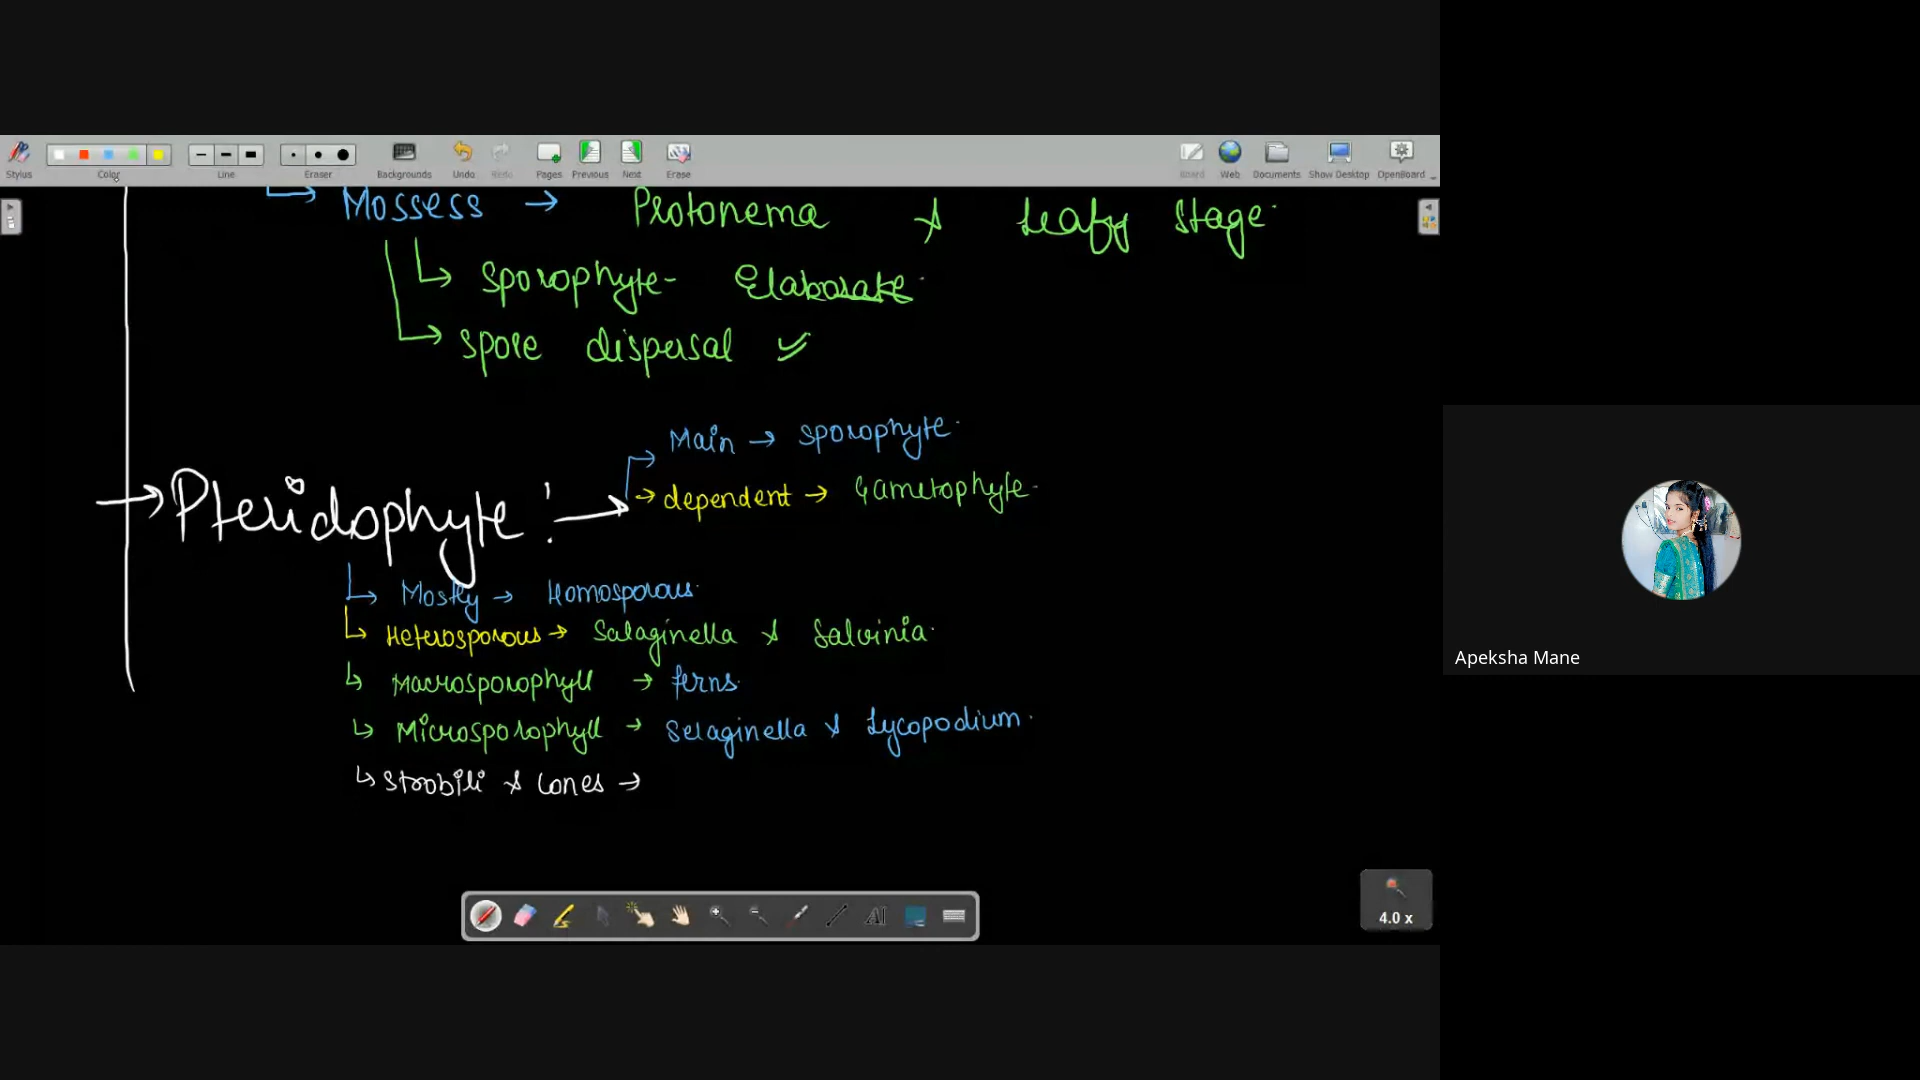 Stylus Color Line Eraser Backgrounds Undo Redo Pages Previous Next Erase Board Web Documents Show Desktop OpenBoard
Mossess → Protonema & Leafy Stage.
Sporophyte- Elaborate.
Spore dispersal
Main → Sporophyte.
→ Pteridophyte : →
→ dependent → Gametophyte.
Mostly → Homosporous.
Heterosporous → Salaginella & Salvinia.
Macrosporophyll → ferns.
Microsporophyll → Selaginella & Lycopodium.
Strobili & Cones →
4.0 x
Apeksha Mane